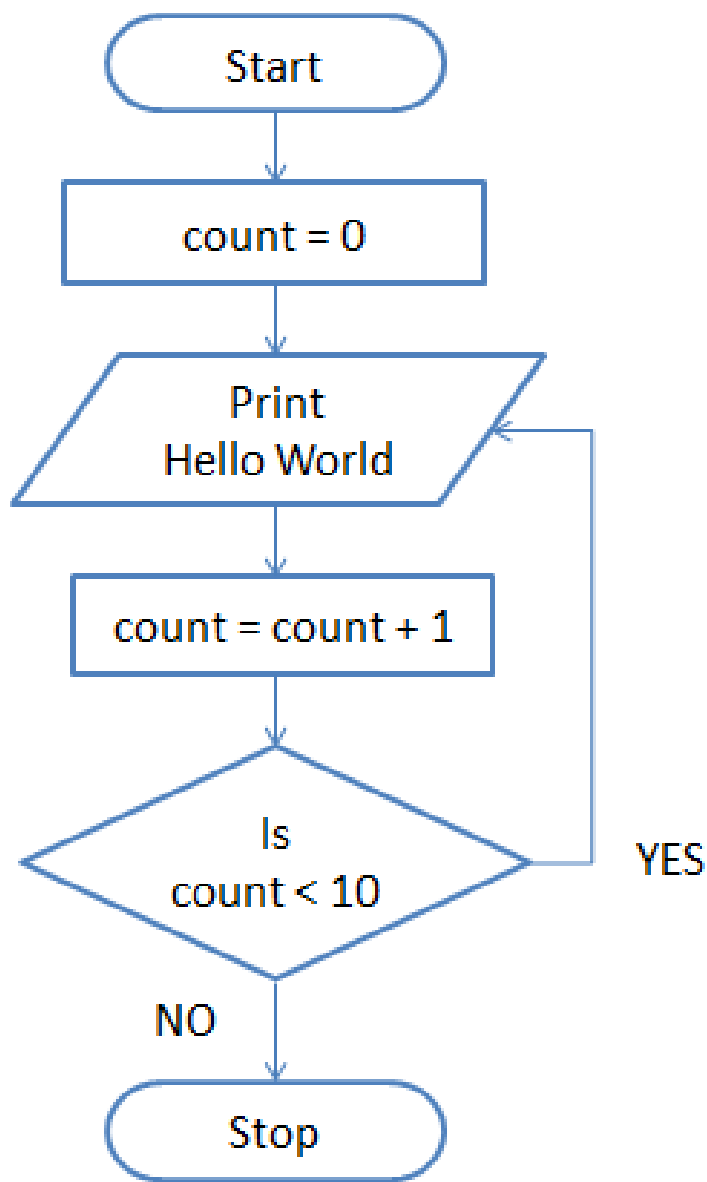 Start
count = 0
Print
Hello World
count = count + 1
Is
count < 10
YES
NO
Stop